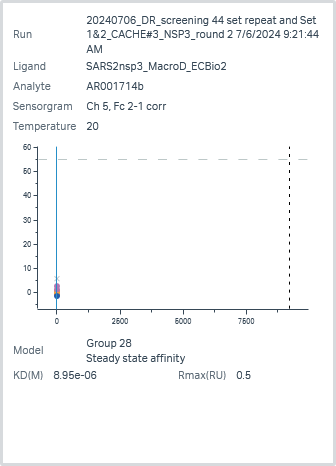 Run 20240706_DR_screening 44 set repeat and Set
1&2_CACHE#3_NSP3_round 2 7/6/2024 9:21:44
AM
Ligand SARS2nsp3_MacroD_ECBio2
Analyte AR001714b
Sensorgram Ch 5, Fc 2-1 corr
Temperature 20
60
50
40
30
20
10
0
0 2500 5000 7500
Model Group 28
Steady state affinity
KD(M) 8.95e-06 Rmax(RU) 0.5